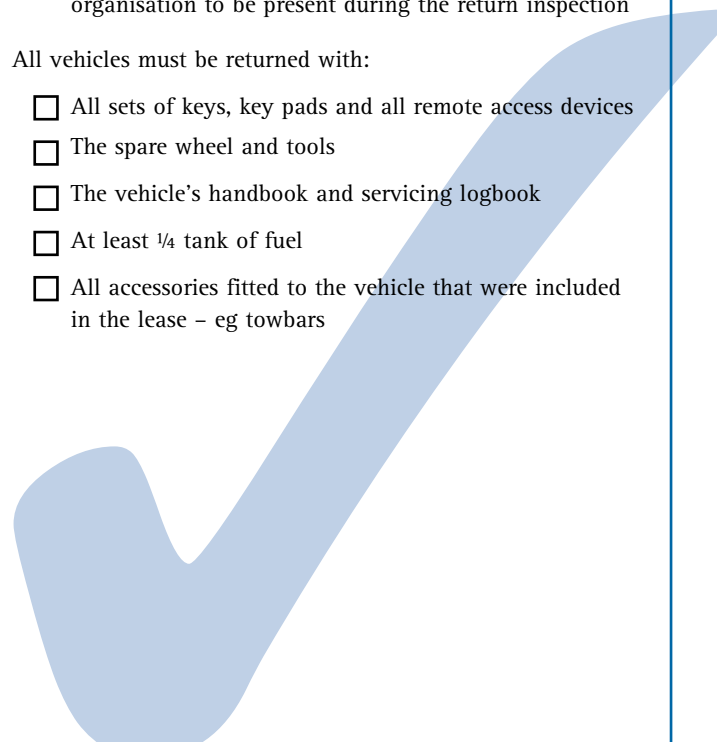 organisation to be present during the return inspection
All vehicles must be returned with:
All sets of keys, key pads and all remote access devices
The spare wheel and tools
The vehicle's handbook and servicing logbook
At least ¼ tank of fuel
All accessories fitted to the vehicle that were included
in the lease – eg towbars